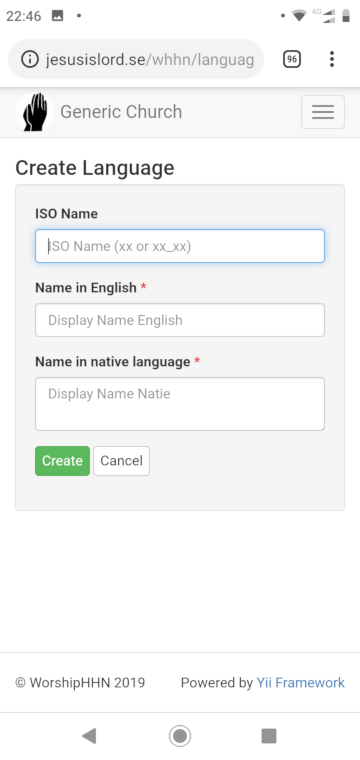 22:46
4G
jesusislord.se/whhn/languag
96
Generic Church
Create Language
ISO Name
ISO Name (xx or xx_xx)
Name in English *
Display Name English
Name in native language *
Display Name Natie
Create Cancel
© WorshipHHN 2019 Powered by Yii Framework